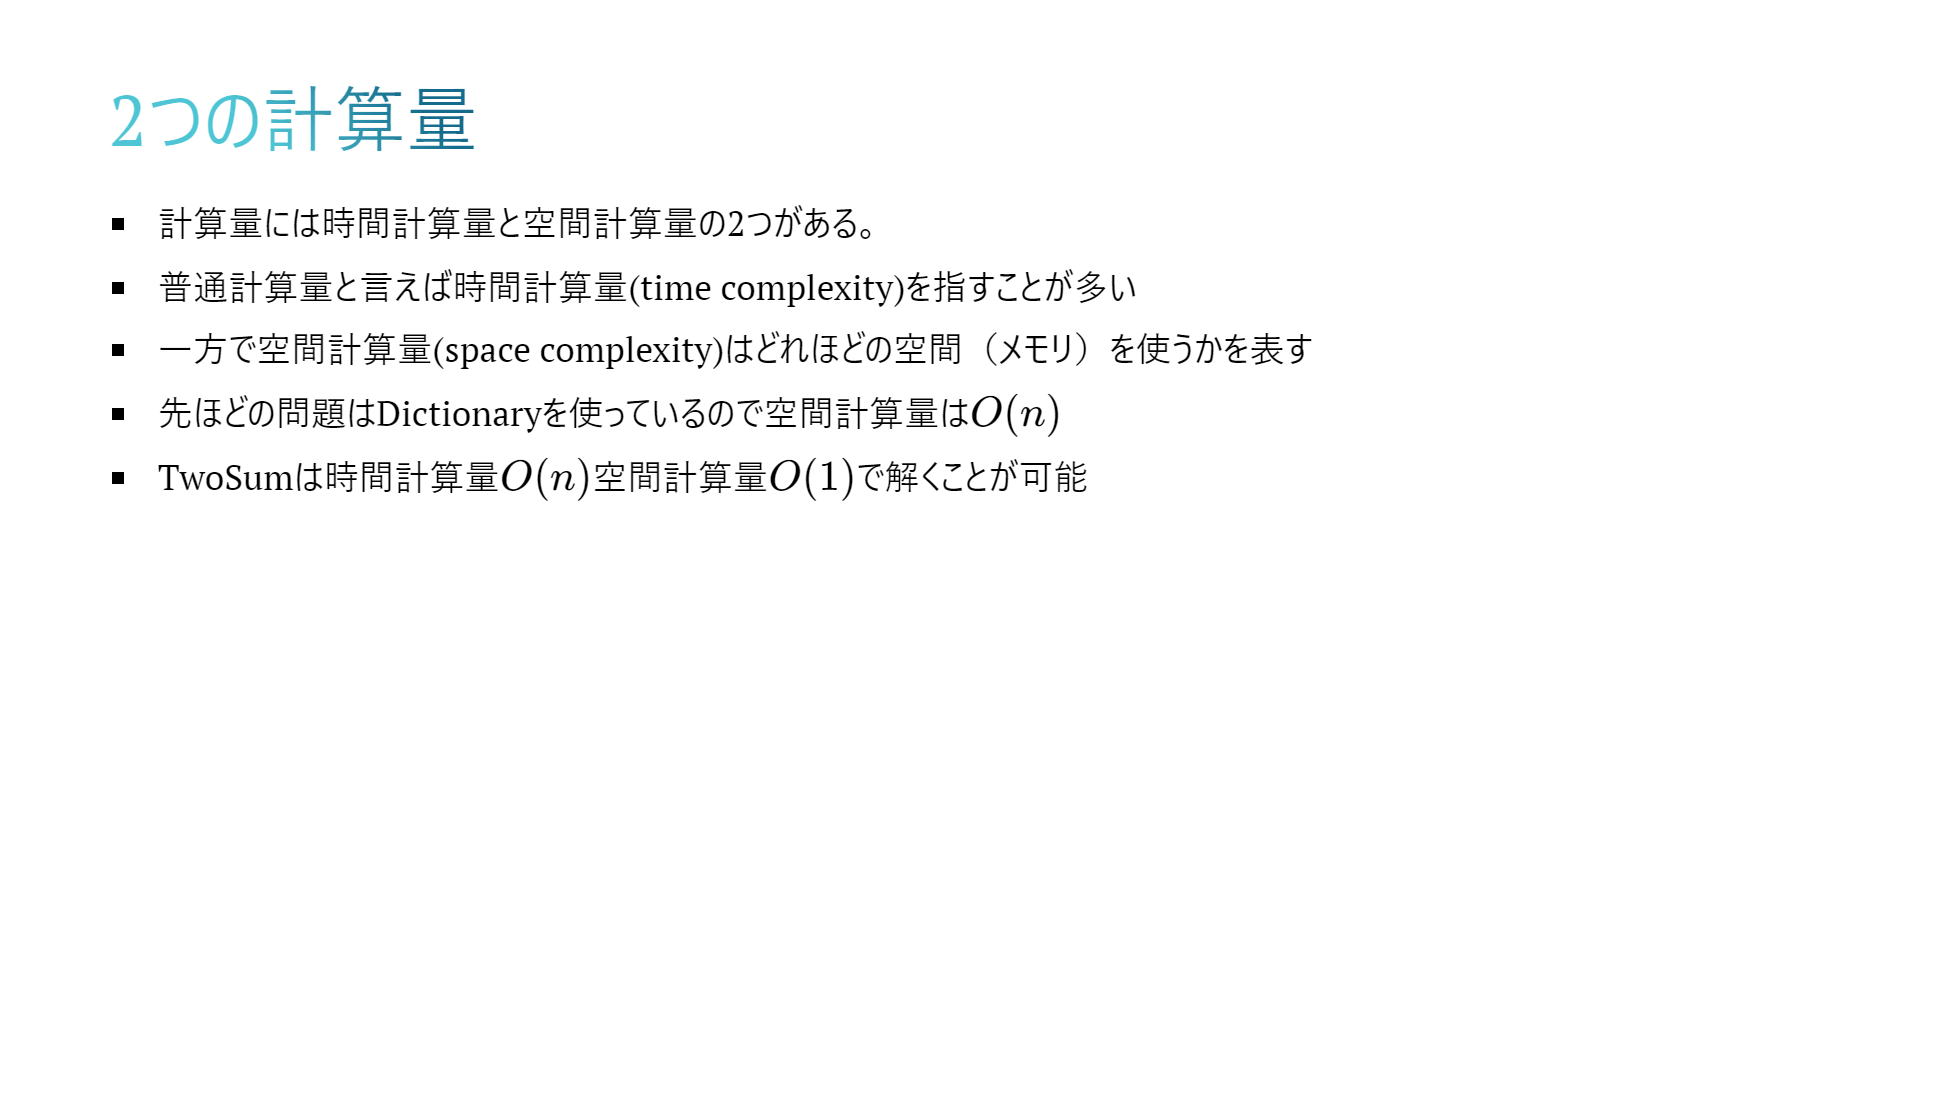 2つの計算量
計算量には時間計算量と空間計算量の2つがある。
普通計算量と言えば時間計算量(time complexity)を指すことが多い
一方で空間計算量(space complexity)はどれほどの空間（メモリ）を使うかを表す
先ほどの問題はDictionaryを使っているので空間計算量はO(n)
TwoSumは時間計算量O(n)空間計算量O(1)で解くことが可能